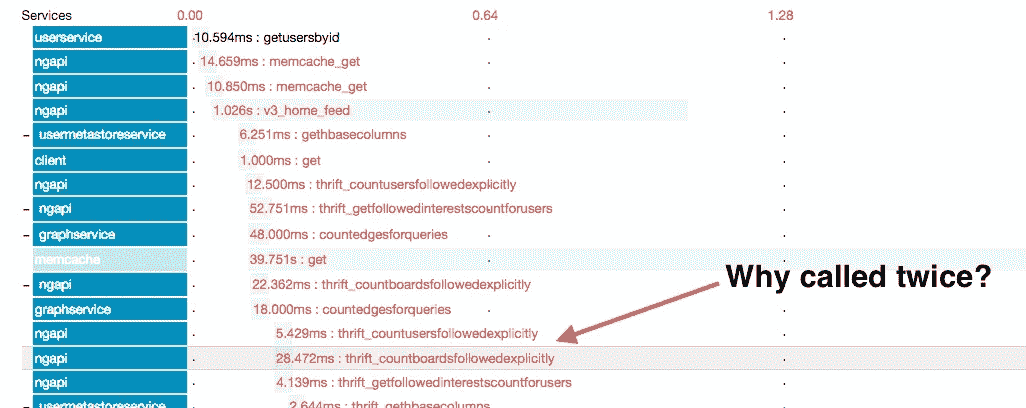 Services 0.00 0.64 1.28
userservice 10.594ms : getusersbyid
ngapi 14.659ms : memcache_get
ngapi 10.850ms : memcache_get
ngapi 1.026s : v3_home_feed
- usermetastoreservice 6.251ms : gethbasecolumns
client 1.000ms : get
ngapi 12.500ms : thrift_countusersfollowedexplicitly
- ngapi 52.751ms : thrift_getfollowedinterestscountforusers
- graphservice 48.000ms : countedgesforqueries
memcache 39.751s : get
- ngapi 22.362ms : thrift_countboardsfollowedexplicitly
Why called twice?
graphservice 18.000ms : countedgesforqueries
ngapi 5.429ms : thrift_countusersfollowedexplicitly
ngapi 28.472ms : thrift_countboardsfollowedexplicitly
ngapi 4.139ms : thrift_getfollowedinterestscountforusers
- usermetastoreservice 2.644ms : thrift_gethbasecolumns